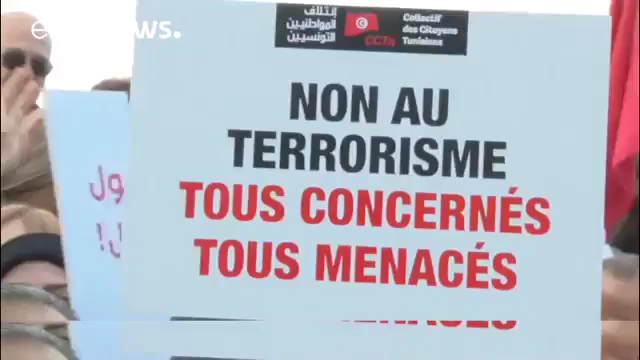 euronews.
ائتلاف
المواطنين
التونسيين
CCTn
Collectif
des Citoyens
Tunisiens
NON AU
TERRORISME
TOUS CONCERNÉS
TOUS MENACÉS